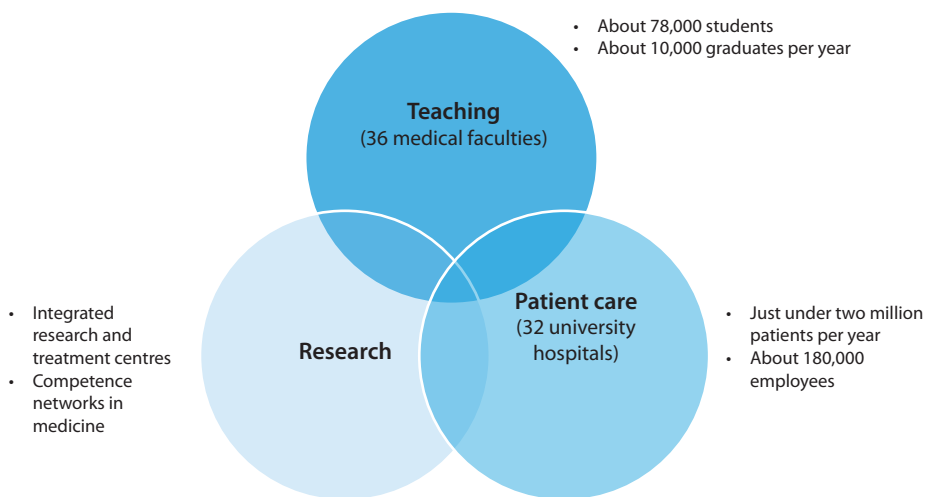 • About 78,000 students
• About 10,000 graduates per year
Teaching
(36 medical faculties)
• Integrated
research and
treatment centres
• Competence
networks in
medicine
Research
Patient care
(32 university
hospitals)
• Just under two million
patients per year
• About 180,000
employees